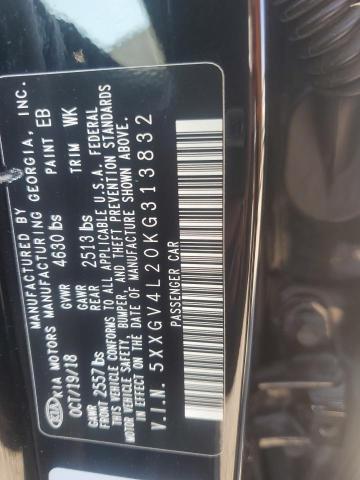 KIA MANUFACTURED BY
KIA MOTORS MANUFACTURING GEORGIA, INC.
OCT/19/18 GVWR 4630 lbs PAINT EB
GAWR FRONT 2557 lbs GAWR REAR 2513 lbs TRIM WK
THIS VEHICLE CONFORMS TO ALL APPLICABLE U.S.A. FEDERAL
MOTOR VEHICLE SAFETY, BUMPER, AND THEFT PREVENTION STANDARDS
IN EFFECT ON THE DATE OF MANUFACTURE SHOWN ABOVE.
V.I.N. 5XXGV4L20KG313832
PASSENGER CAR